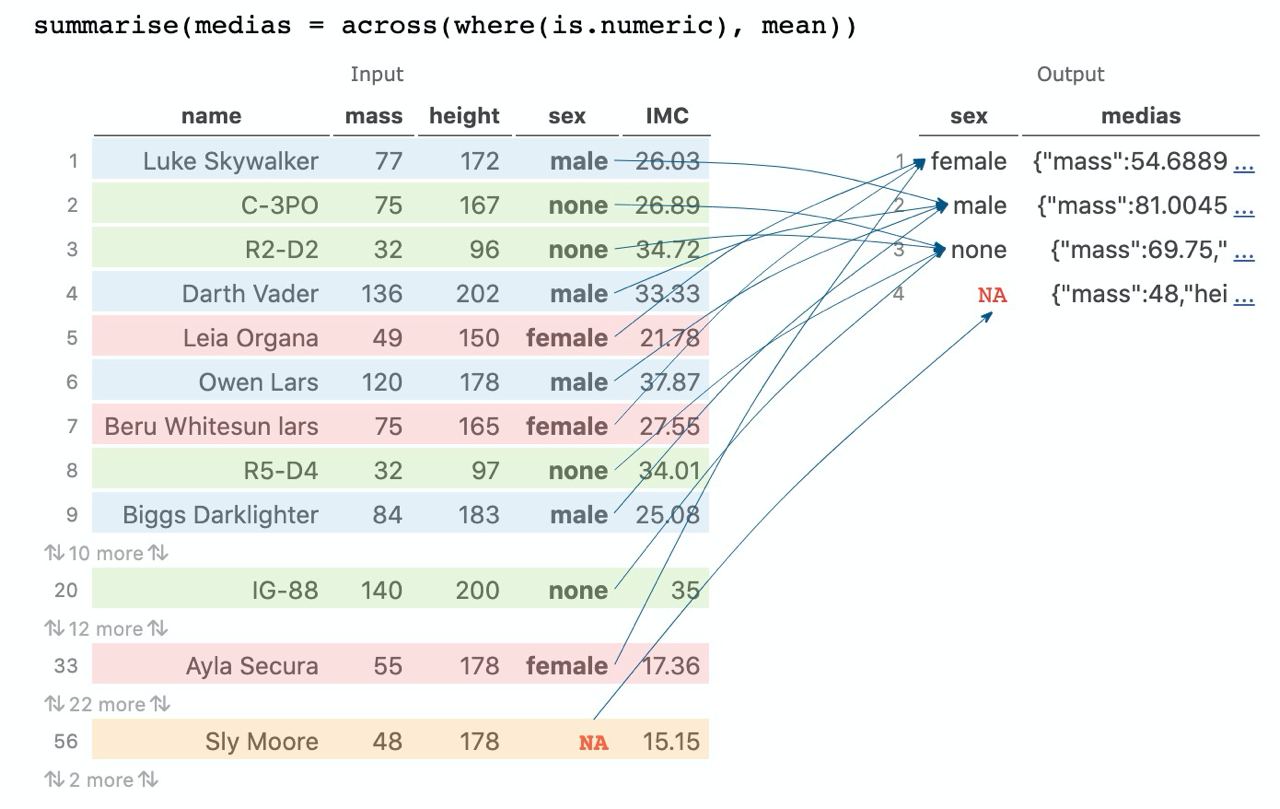 summarise(medias = across(where(is.numeric), mean))
Input Output
name mass height sex IMC sex medias
1 Luke Skywalker 77 172 male 26.03 1 female {"mass":54.6889 ...
2 C-3PO 75 167 none 26.89 2 male {"mass":81.0045 ...
3 R2-D2 32 96 none 34.72 3 none {"mass":69.75," ...
4 Darth Vader 136 202 male 33.33 4 NA {"mass":48,"hei ...
5 Leia Organa 49 150 female 21.78
6 Owen Lars 120 178 male 37.87
7 Beru Whitesun lars 75 165 female 27.55
8 R5-D4 32 97 none 34.01
9 Biggs Darklighter 84 183 male 25.08
⇅ 10 more ⇅
20 IG-88 140 200 none 35
⇅ 12 more ⇅
33 Ayla Secura 55 178 female 17.36
⇅ 22 more ⇅
56 Sly Moore 48 178 NA 15.15
⇅ 2 more ⇅